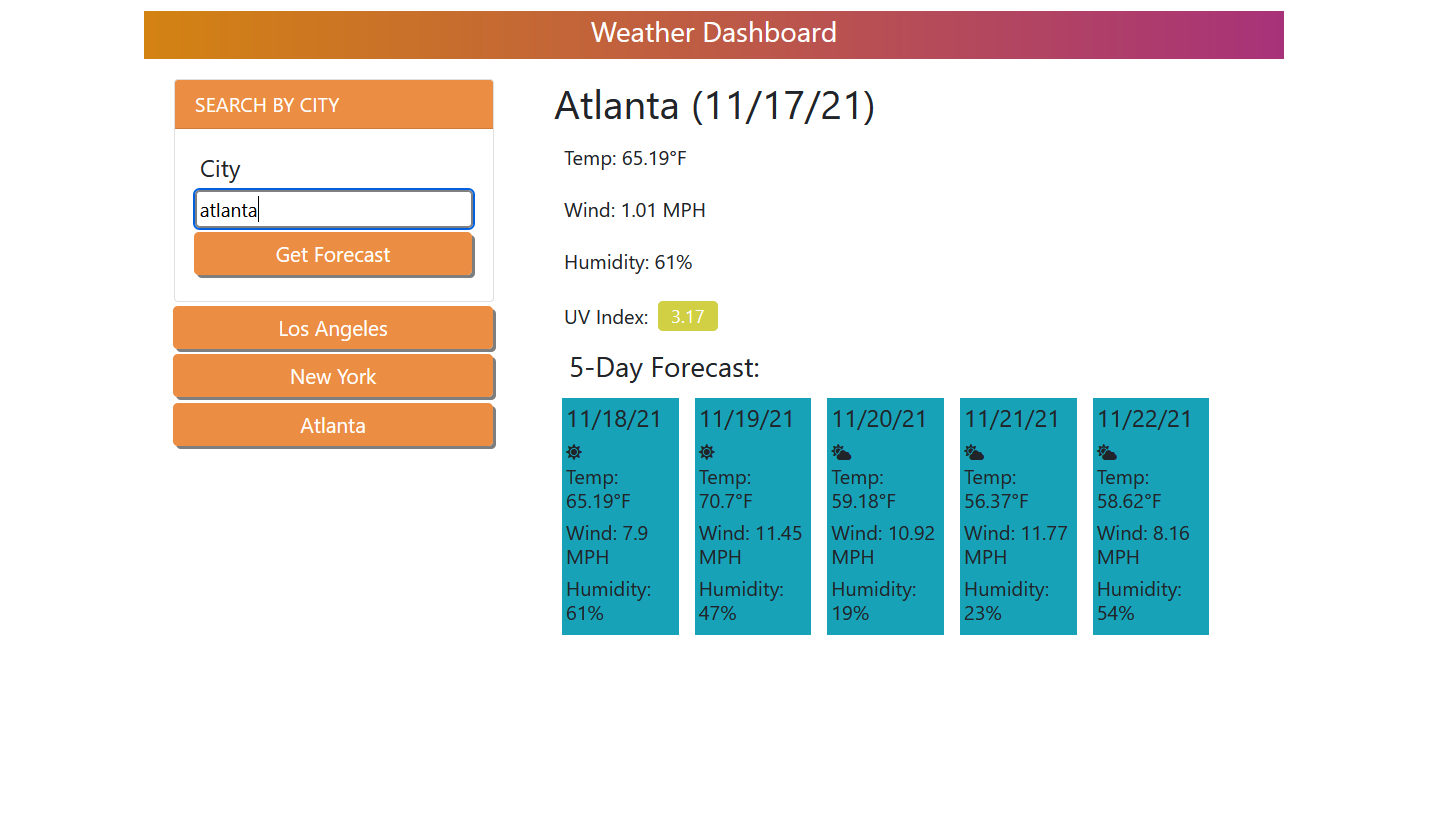 Weather Dashboard
SEARCH BY CITY
City
atlanta
Get Forecast
Los Angeles
New York
Atlanta
Atlanta (11/17/21)
Temp: 65.19°F
Wind: 1.01 MPH
Humidity: 61%
UV Index: 3.17
5-Day Forecast:
11/18/21
Temp:
65.19°F
Wind: 7.9
MPH
Humidity:
61%
11/19/21
Temp:
70.7°F
Wind: 11.45
MPH
Humidity:
47%
11/20/21
Temp:
59.18°F
Wind: 10.92
MPH
Humidity:
19%
11/21/21
Temp:
56.37°F
Wind: 11.77
MPH
Humidity:
23%
11/22/21
Temp:
58.62°F
Wind: 8.16
MPH
Humidity:
54%